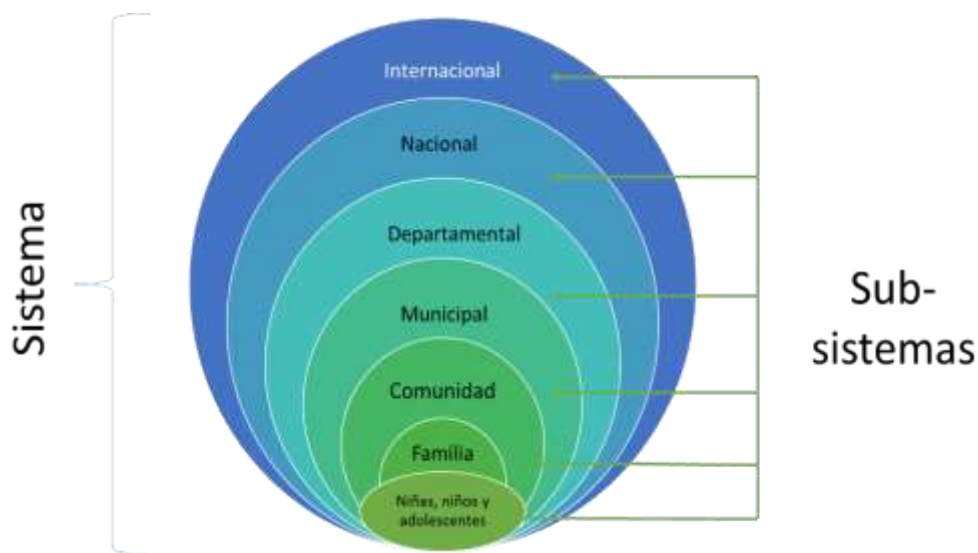 Sistema
Internacional
Nacional
Departamental
Municipal
Comunidad
Familia
Niñas, niños y
adolescentes
Sub-
sistemas